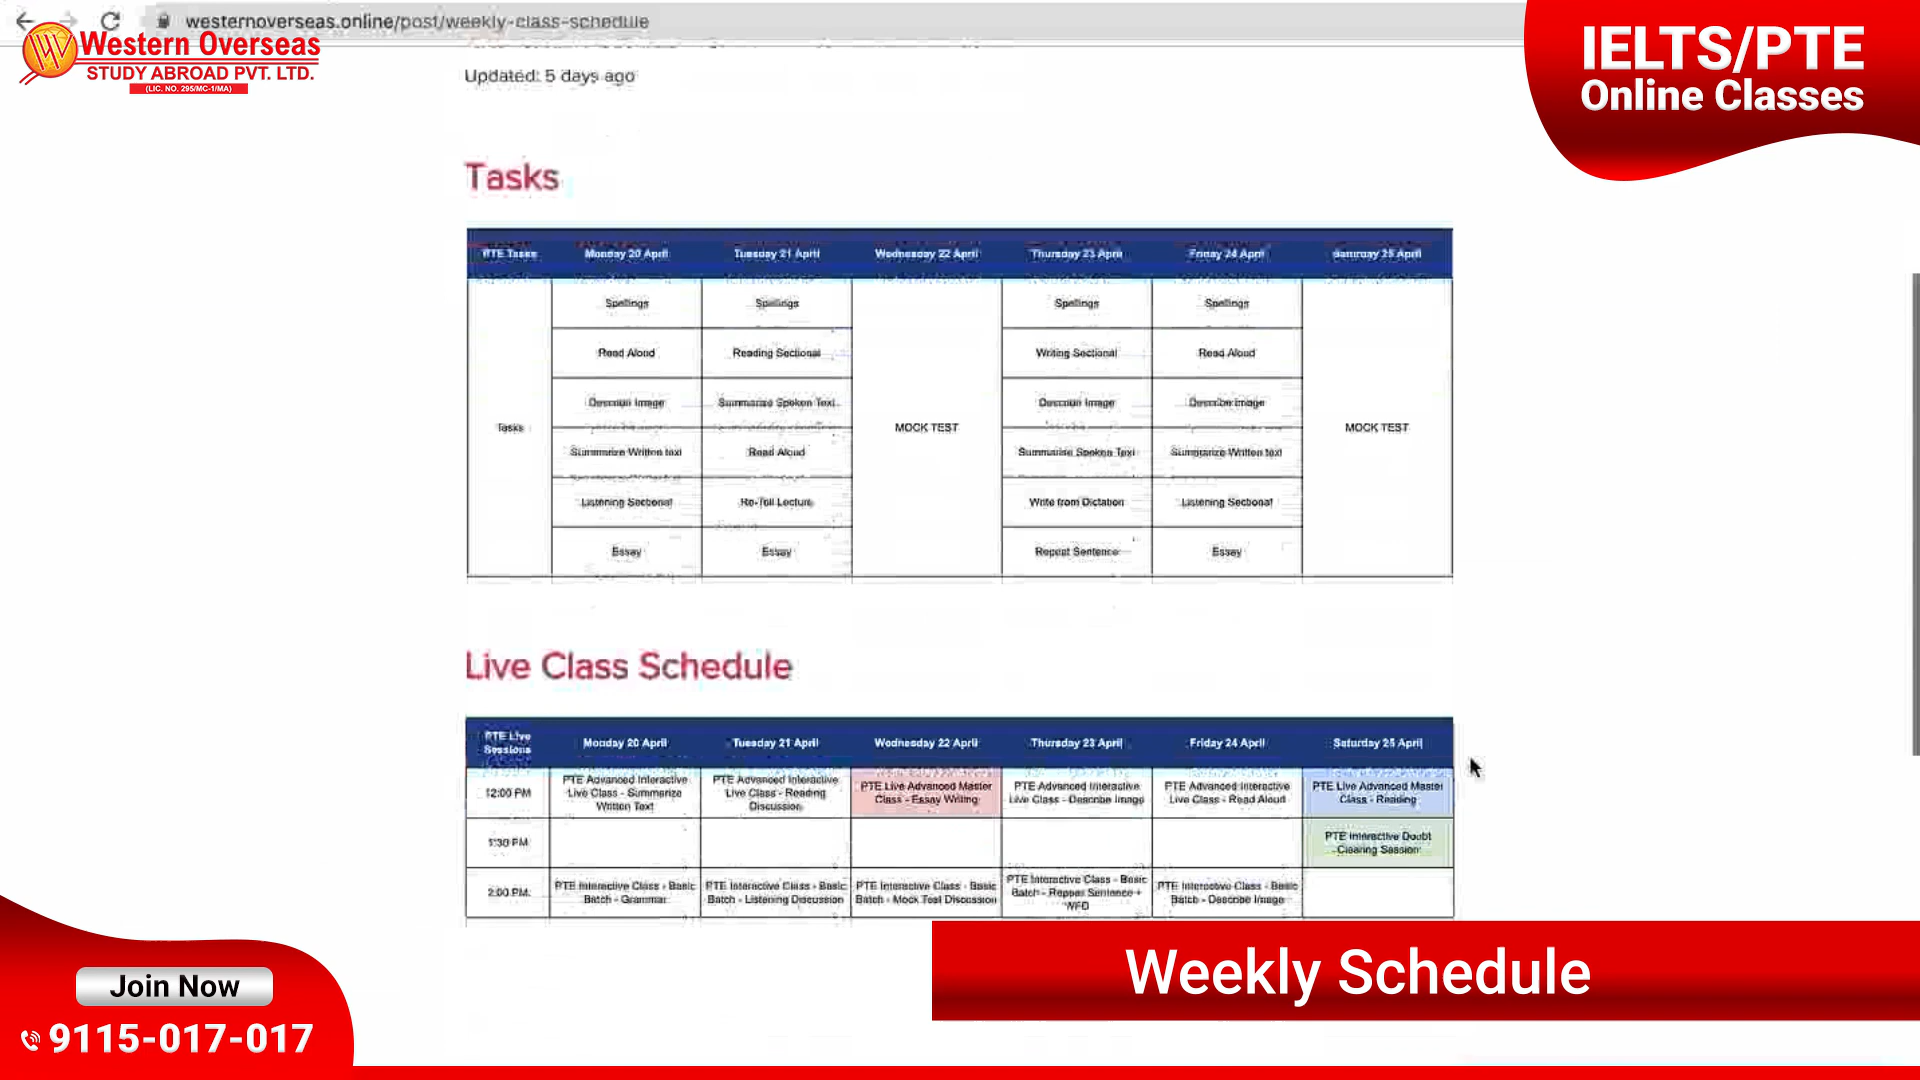 westernoverseas.online/post/weekly-class-schedule
Western Overseas
STUDY ABROAD PVT. LTD.
(LIC. NO. 295/MC-1/MA)
IELTS/PTE
Online Classes
Updated: 5 days ago
Tasks
PTE Tasks Monday 20 April Tuesday 21 April Wednesday 22 April Thursday 23 April Friday 24 April Saturday 25 April
Spellings Spellings Spellings Spellings
Read Aloud Reading Sectional Writing Sectional Read Aloud
Describe Image Summarize Spoken Text Describe Image Describe Image
Tasks MOCK TEST MOCK TEST
Summarize Written text Read Aloud Summarise Spoken Text Summarize Written text
Listening Sectional Re-Tell Lecture Write from Dictation Listening Sectional
Essay Essay Repeat Sentence Essay
Live Class Schedule
PTE Live Sessions Monday 20 April Tuesday 21 April Wednesday 22 April Thursday 23 April Friday 24 April Saturday 25 April
12:00 PM PTE Advanced Interactive Live Class - Summarize Written Text PTE Advanced Interactive Live Class - Reading Discussion PTE Live Advanced Master Class - Essay Writing PTE Advanced Interactive Live Class - Describe Image PTE Advanced Interactive Live Class - Read Aloud PTE Live Advanced Master Class - Reading
1:30 PM PTE Interactive Doubt Clearing Session
2:00 PM PTE Interactive Class - Basic Batch - Grammar PTE Interactive Class - Basic Batch - Listening Discussion PTE Interactive Class - Basic Batch - Mock Test Discussion PTE Interactive Class - Basic Batch - Repeat Sentence + WFD PTE Interactive Class - Basic Batch - Describe Image
Weekly Schedule
Join Now
9115-017-017